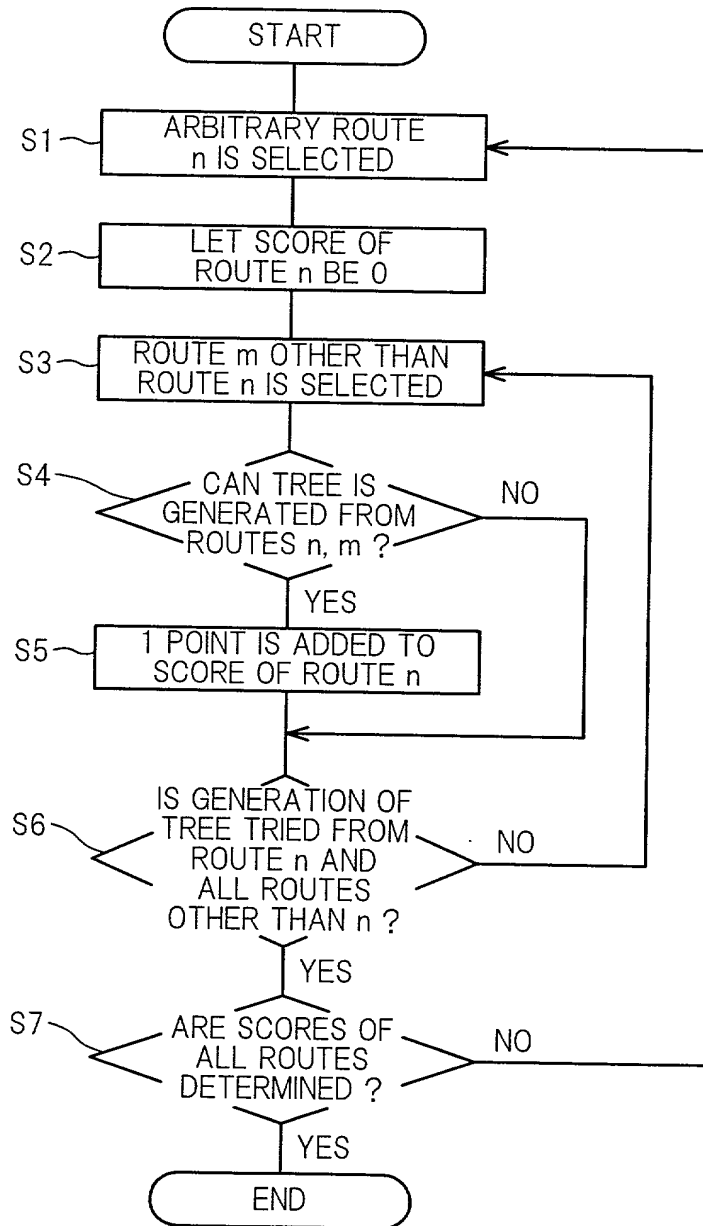 START
S1
ARBITRARY ROUTE
n IS SELECTED
S2
LET SCORE OF
ROUTE n BE 0
S3
ROUTE m OTHER THAN
ROUTE n IS SELECTED
S4
CAN TREE IS
GENERATED FROM
ROUTES n, m ?
NO
YES
S5
1 POINT IS ADDED TO
SCORE OF ROUTE n
S6
IS GENERATION OF
TREE TRIED FROM
ROUTE n AND
ALL ROUTES
OTHER THAN n ?
NO
YES
S7
ARE SCORES OF
ALL ROUTES
DETERMINED ?
NO
YES
END